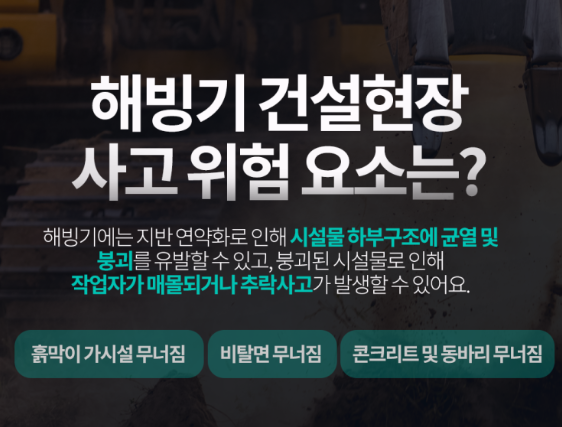 해빙기 건설현장
사고 위험 요소는?
해빙기에는 지반 연약화로 인해 시설물 하부구조에 균열 및
붕괴를 유발할 수 있고, 붕괴된 시설물로 인해
작업자가 매몰되거나 추락사고가 발생할 수 있어요.
흙막이 가시설 무너짐 비탈면 무너짐 콘크리트 및 동바리 무너짐